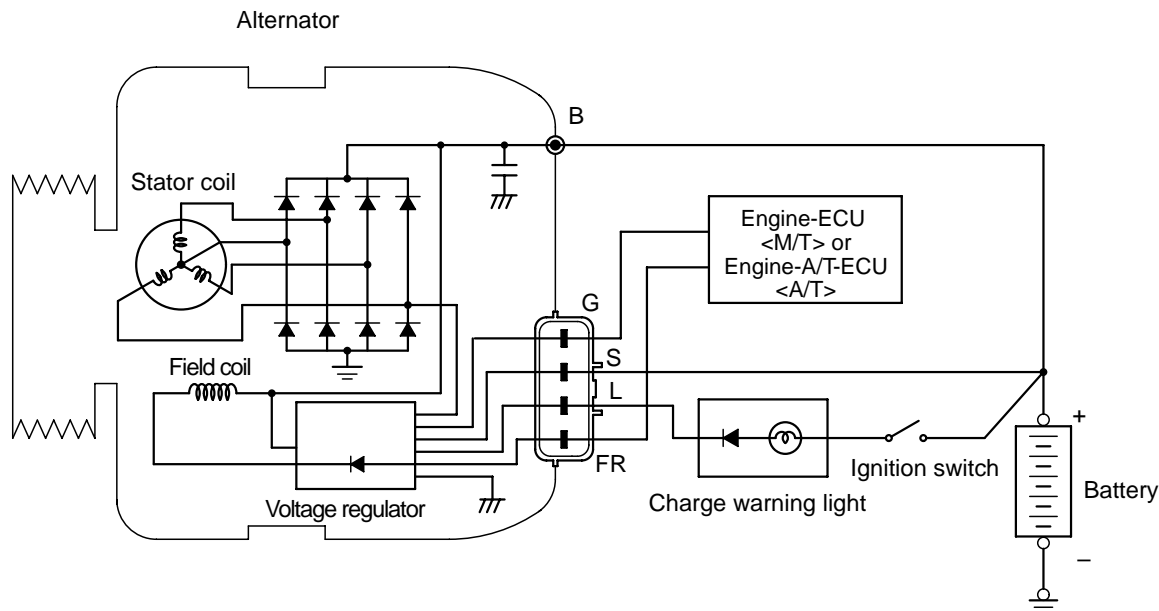 Alternator
B
Stator coil
Engine-ECU
<M/T> or
Engine-A/T-ECU
<A/T>
G
S
L
Field coil
FR
+
Ignition switch
Battery
Voltage regulator
Charge warning light
–